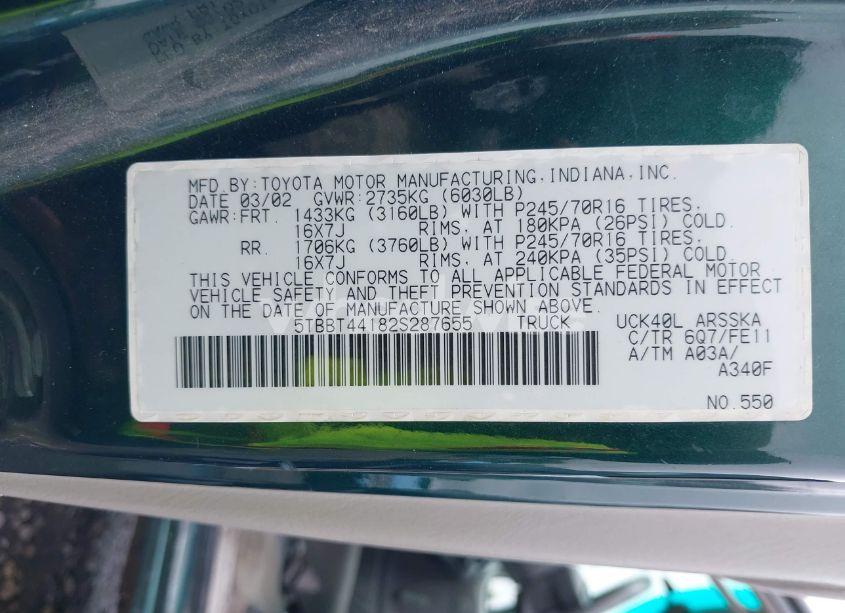 MFD.BY:TOYOTA MOTOR MANUFACTURING,INDIANA,INC.
DATE 03/02 GVWR:2735KG (6030LB)
GAWR:FRT. 1433KG (3160LB) WITH P245/70R16 TIRES.
16X7J RIMS, AT 180KPA (26PSI) COLD.
RR. 1706KG (3760LB) WITH P245/70R16 TIRES.
16X7J RIMS, AT 240KPA (35PSI) COLD.
THIS VEHICLE CONFORMS TO ALL APPLICABLE FEDERAL MOTOR
VEHICLE SAFETY AND THEFT PREVENTION STANDARDS IN EFFECT
ON THE DATE OF MANUFACTURE SHOWN ABOVE.
5TBBT44182S287655 TRUCK UCK40L ARSSKA
C/TR 6Q7/FE11
A/TM A03A/
A340F
NO.550